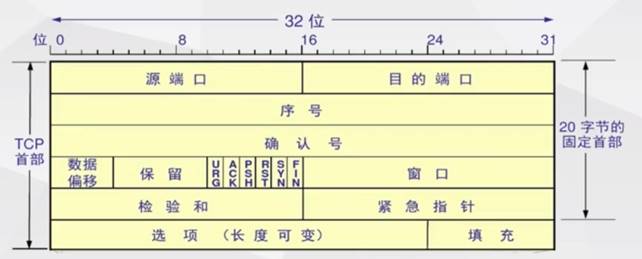 32 位
位 0 8 16 24 31
源端口 目的端口
序号
TCP
首部
确认号
20 字节的
固定首部
数据
偏移
保留
URG
ACK
PSH
RST
SYN
FIN
窗口
检验和 紧急指针
选项 (长度可变) 填充